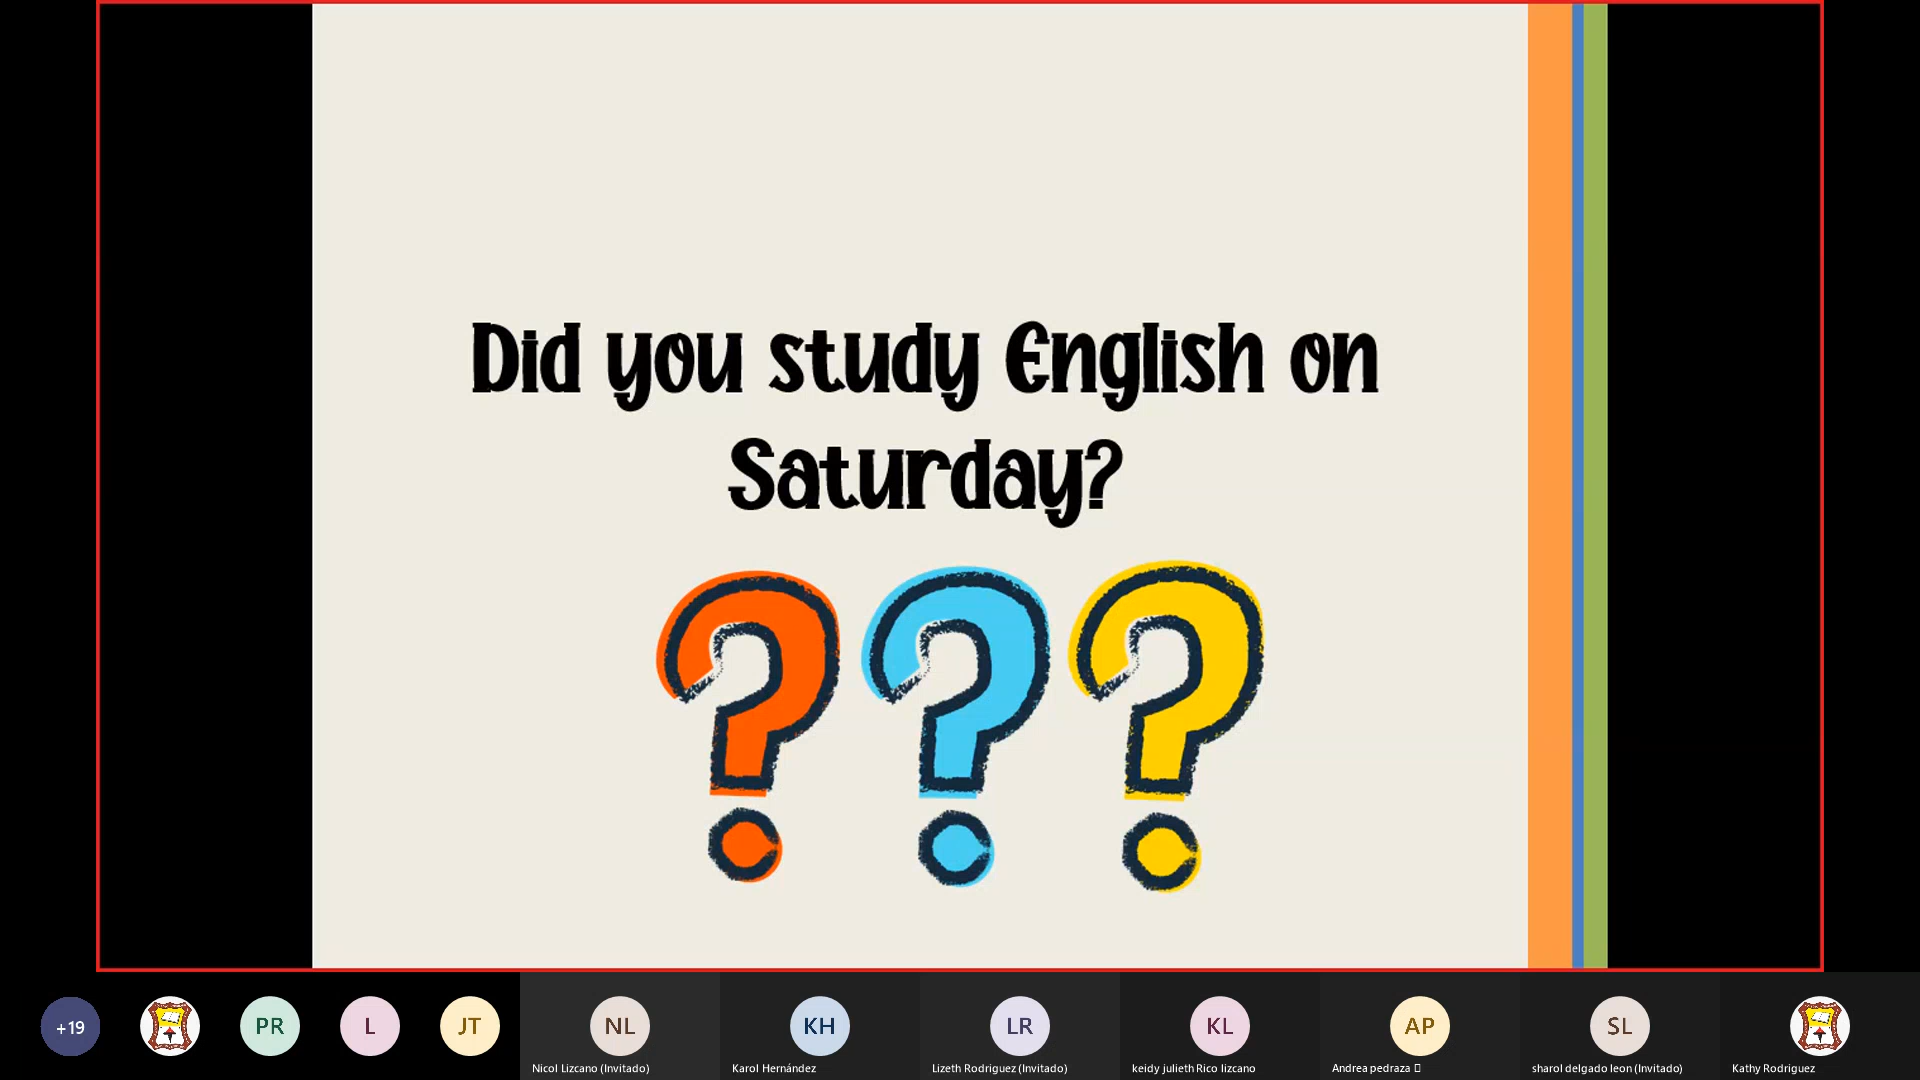 Did you study English on
Saturday?
+19
PR
L
JT
NL
KH
LR
KL
AP
SL
Nicol Lizcano (Invitado)
Karol Hernández
Lizeth Rodriguez (Invitado)
keidy julieth Rico lizcano
Andrea pedraza
sharol delgado leon (Invitado)
Kathy Rodriguez